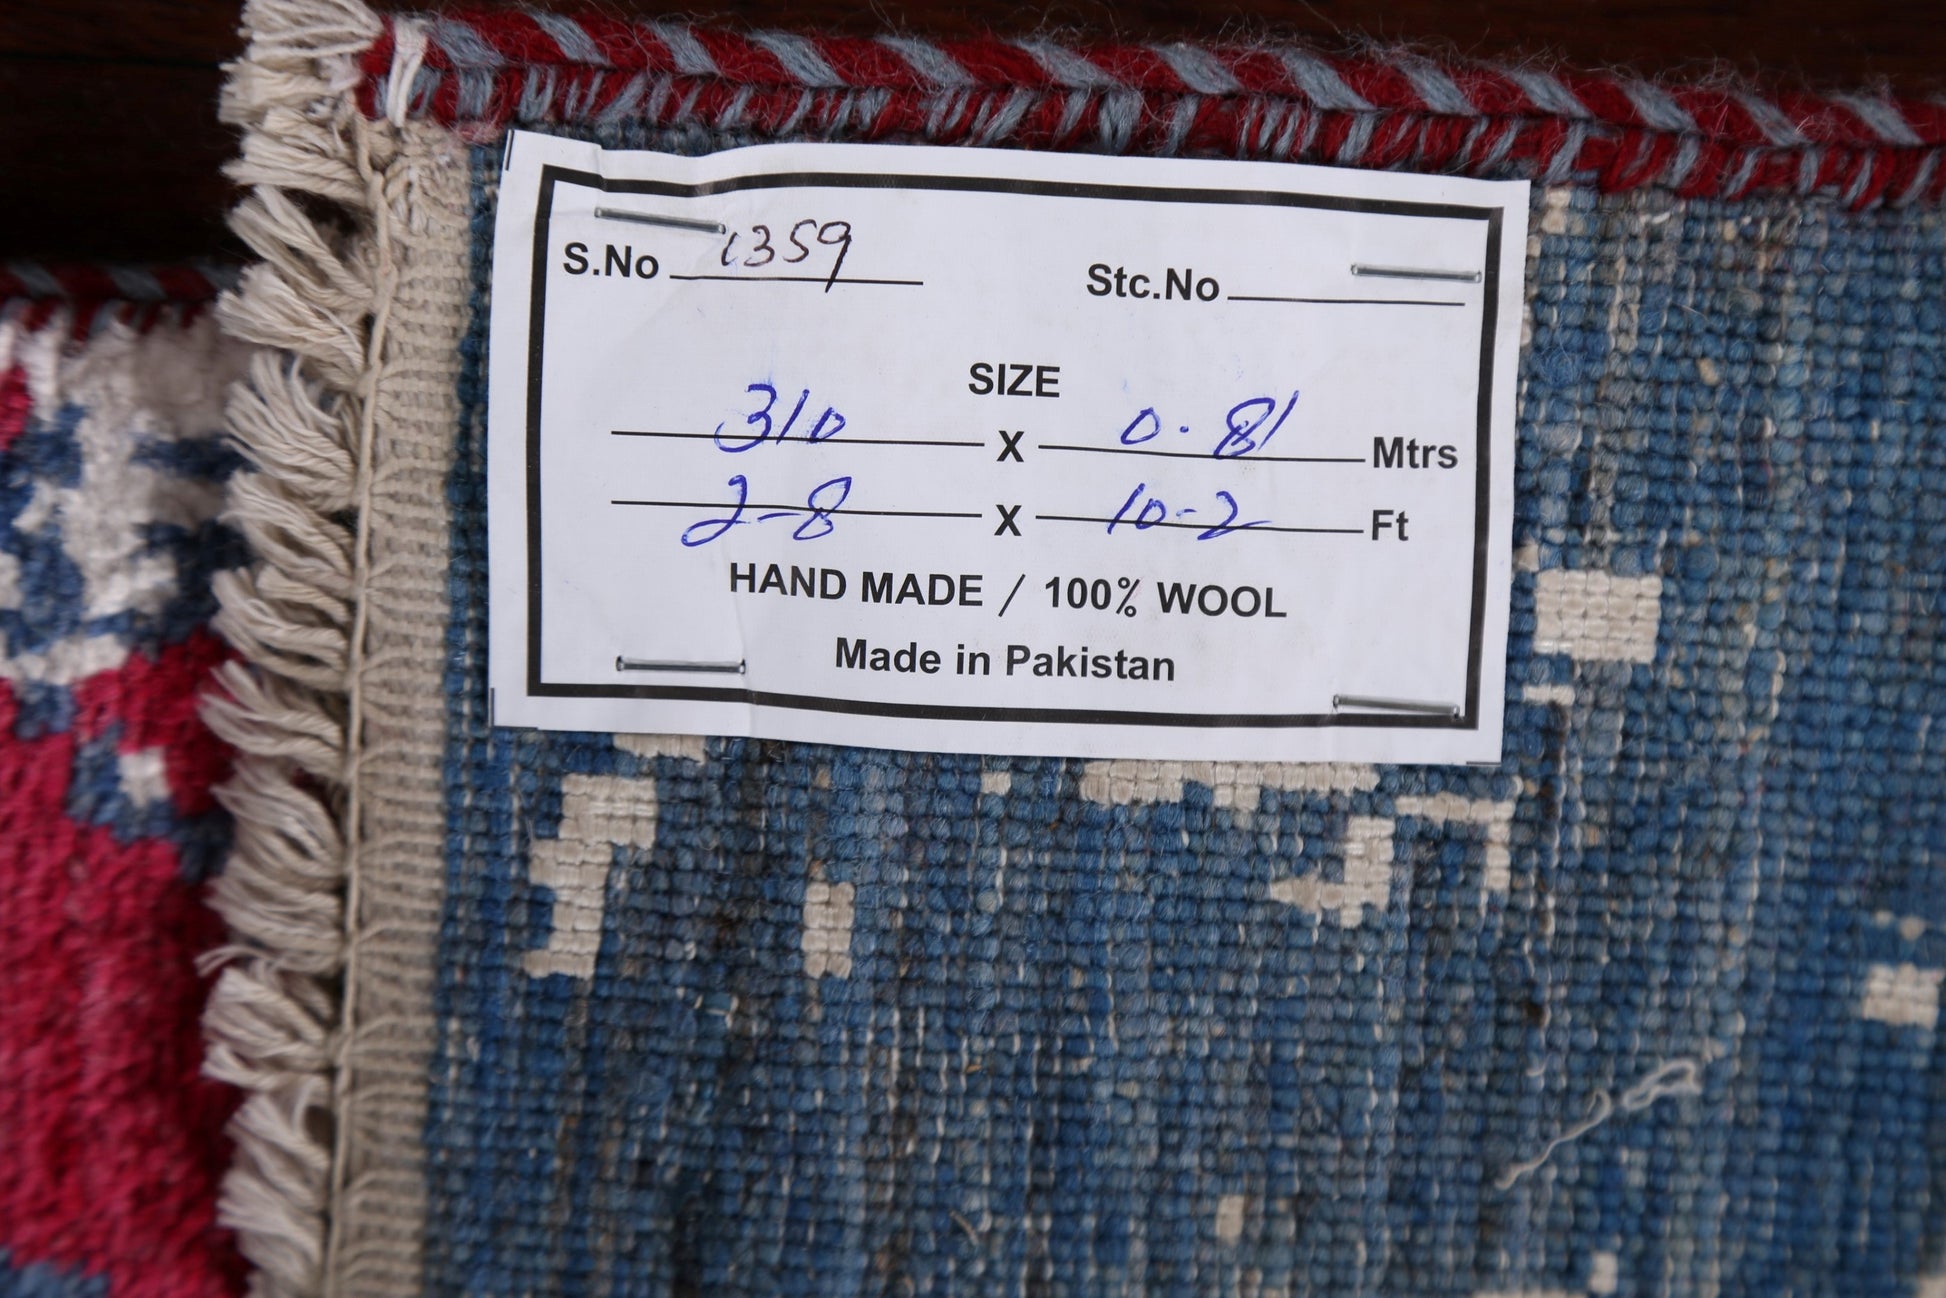 S.No 1359 Stc.No
SIZE
310 X 0.81 Mtrs
2-8 X 10-2 Ft
HAND MADE / 100% WOOL
Made in Pakistan